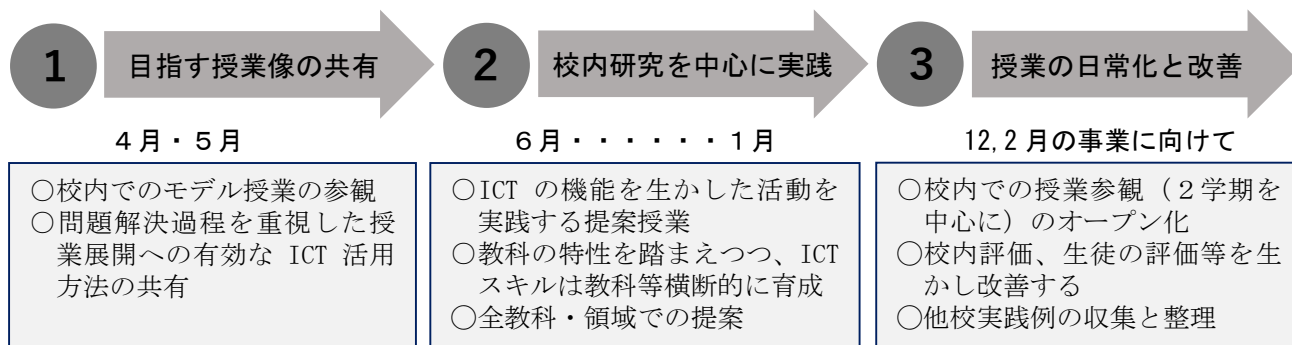 1 目指す授業像の共有
4月・5月
○校内でのモデル授業の参観
○問題解決過程を重視した授
業展開への有効な ICT 活用
方法の共有
2 校内研究を中心に実践
6月・・・・・・1月
○ICT の機能を生かした活動を
実践する提案授業
○教科の特性を踏まえつつ、ICT
スキルは教科等横断的に育成
○全教科・領域での提案
3 授業の日常化と改善
12,2 月の事業に向けて
○校内での授業参観（2学期を
中心に）のオープン化
○校内評価、生徒の評価等を生
かし改善する
○他校実践例の収集と整理